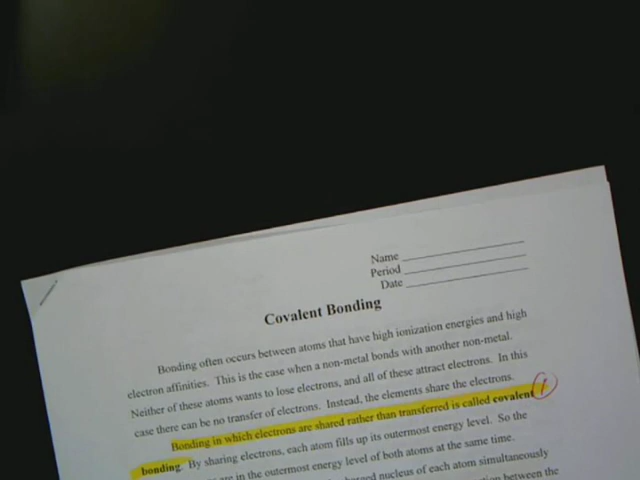 Name
Period
Date
Covalent Bonding
Bonding often occurs between atoms that have high ionization energies and high
electron affinities. This is the case when a non-metal bonds with another non-metal.
Neither of these atoms wants to lose electrons, and all of these attract electrons. In this
case there can be no transfer of electrons. Instead, the elements share the electrons.
Bonding in which electrons are shared rather than transferred is called covalent
bonding. By sharing electrons, each atom fills up its outermost energy level. So the
are in the outermost energy level of both atoms at the same time.
nucleus of each atom simultaneously
between the